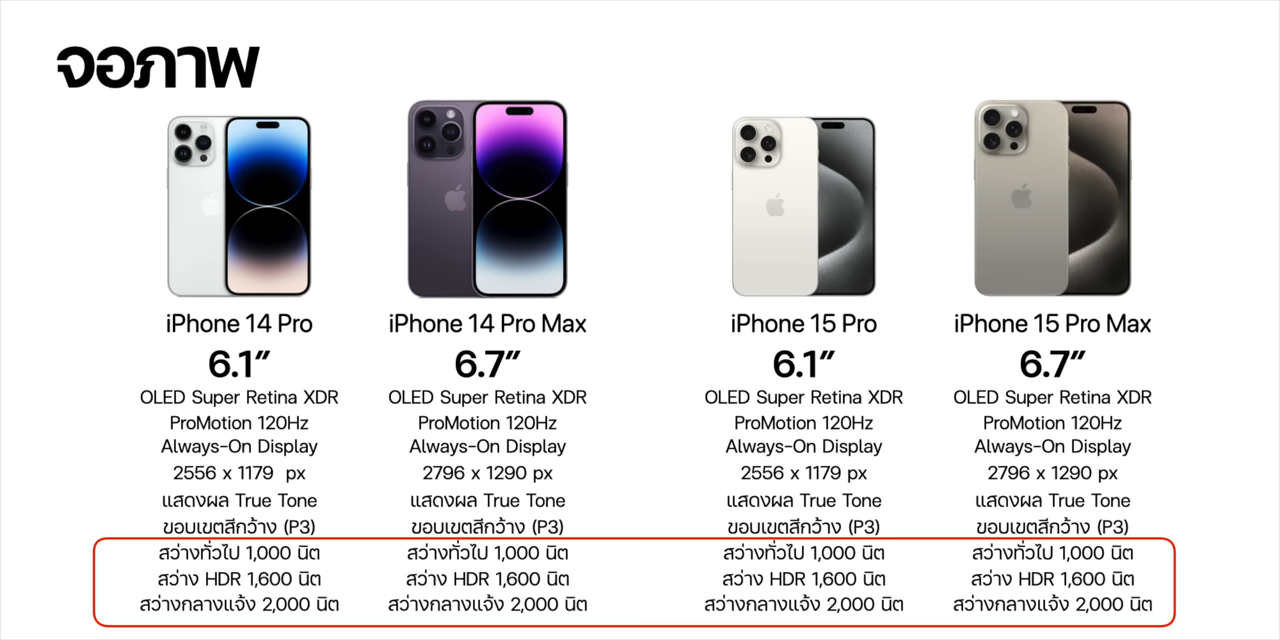 จอภาพ
iPhone 14 Pro
6.1″
OLED Super Retina XDR
ProMotion 120Hz
Always-On Display
2556 x 1179 px
แสดงผล True Tone
ขอบเขตสีกว้าง (P3)
สว่างทั่วไป 1,000 นิต
สว่าง HDR 1,600 นิต
สว่างกลางแจ้ง 2,000 นิต
iPhone 14 Pro Max
6.7″
OLED Super Retina XDR
ProMotion 120Hz
Always-On Display
2796 x 1290 px
แสดงผล True Tone
ขอบเขตสีกว้าง (P3)
สว่างทั่วไป 1,000 นิต
สว่าง HDR 1,600 นิต
สว่างกลางแจ้ง 2,000 นิต
iPhone 15 Pro
6.1″
OLED Super Retina XDR
ProMotion 120Hz
Always-On Display
2556 x 1179 px
แสดงผล True Tone
ขอบเขตสีกว้าง (P3)
สว่างทั่วไป 1,000 นิต
สว่าง HDR 1,600 นิต
สว่างกลางแจ้ง 2,000 นิต
iPhone 15 Pro Max
6.7″
OLED Super Retina XDR
ProMotion 120Hz
Always-On Display
2796 x 1290 px
แสดงผล True Tone
ขอบเขตสีกว้าง (P3)
สว่างทั่วไป 1,000 นิต
สว่าง HDR 1,600 นิต
สว่างกลางแจ้ง 2,000 นิต